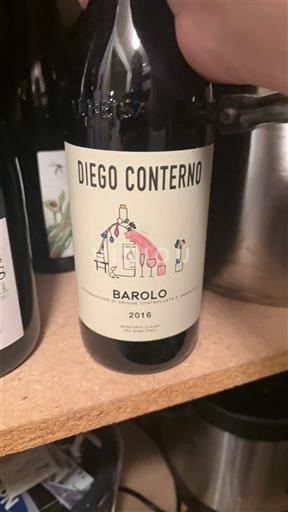 DIEGO CONTERNO
BAROLO
DENOMINAZIONE DI ORIGINE CONTROLLATA E GARANTITA
2016
MONFORTE D'ALBA
RED WINE ITALY